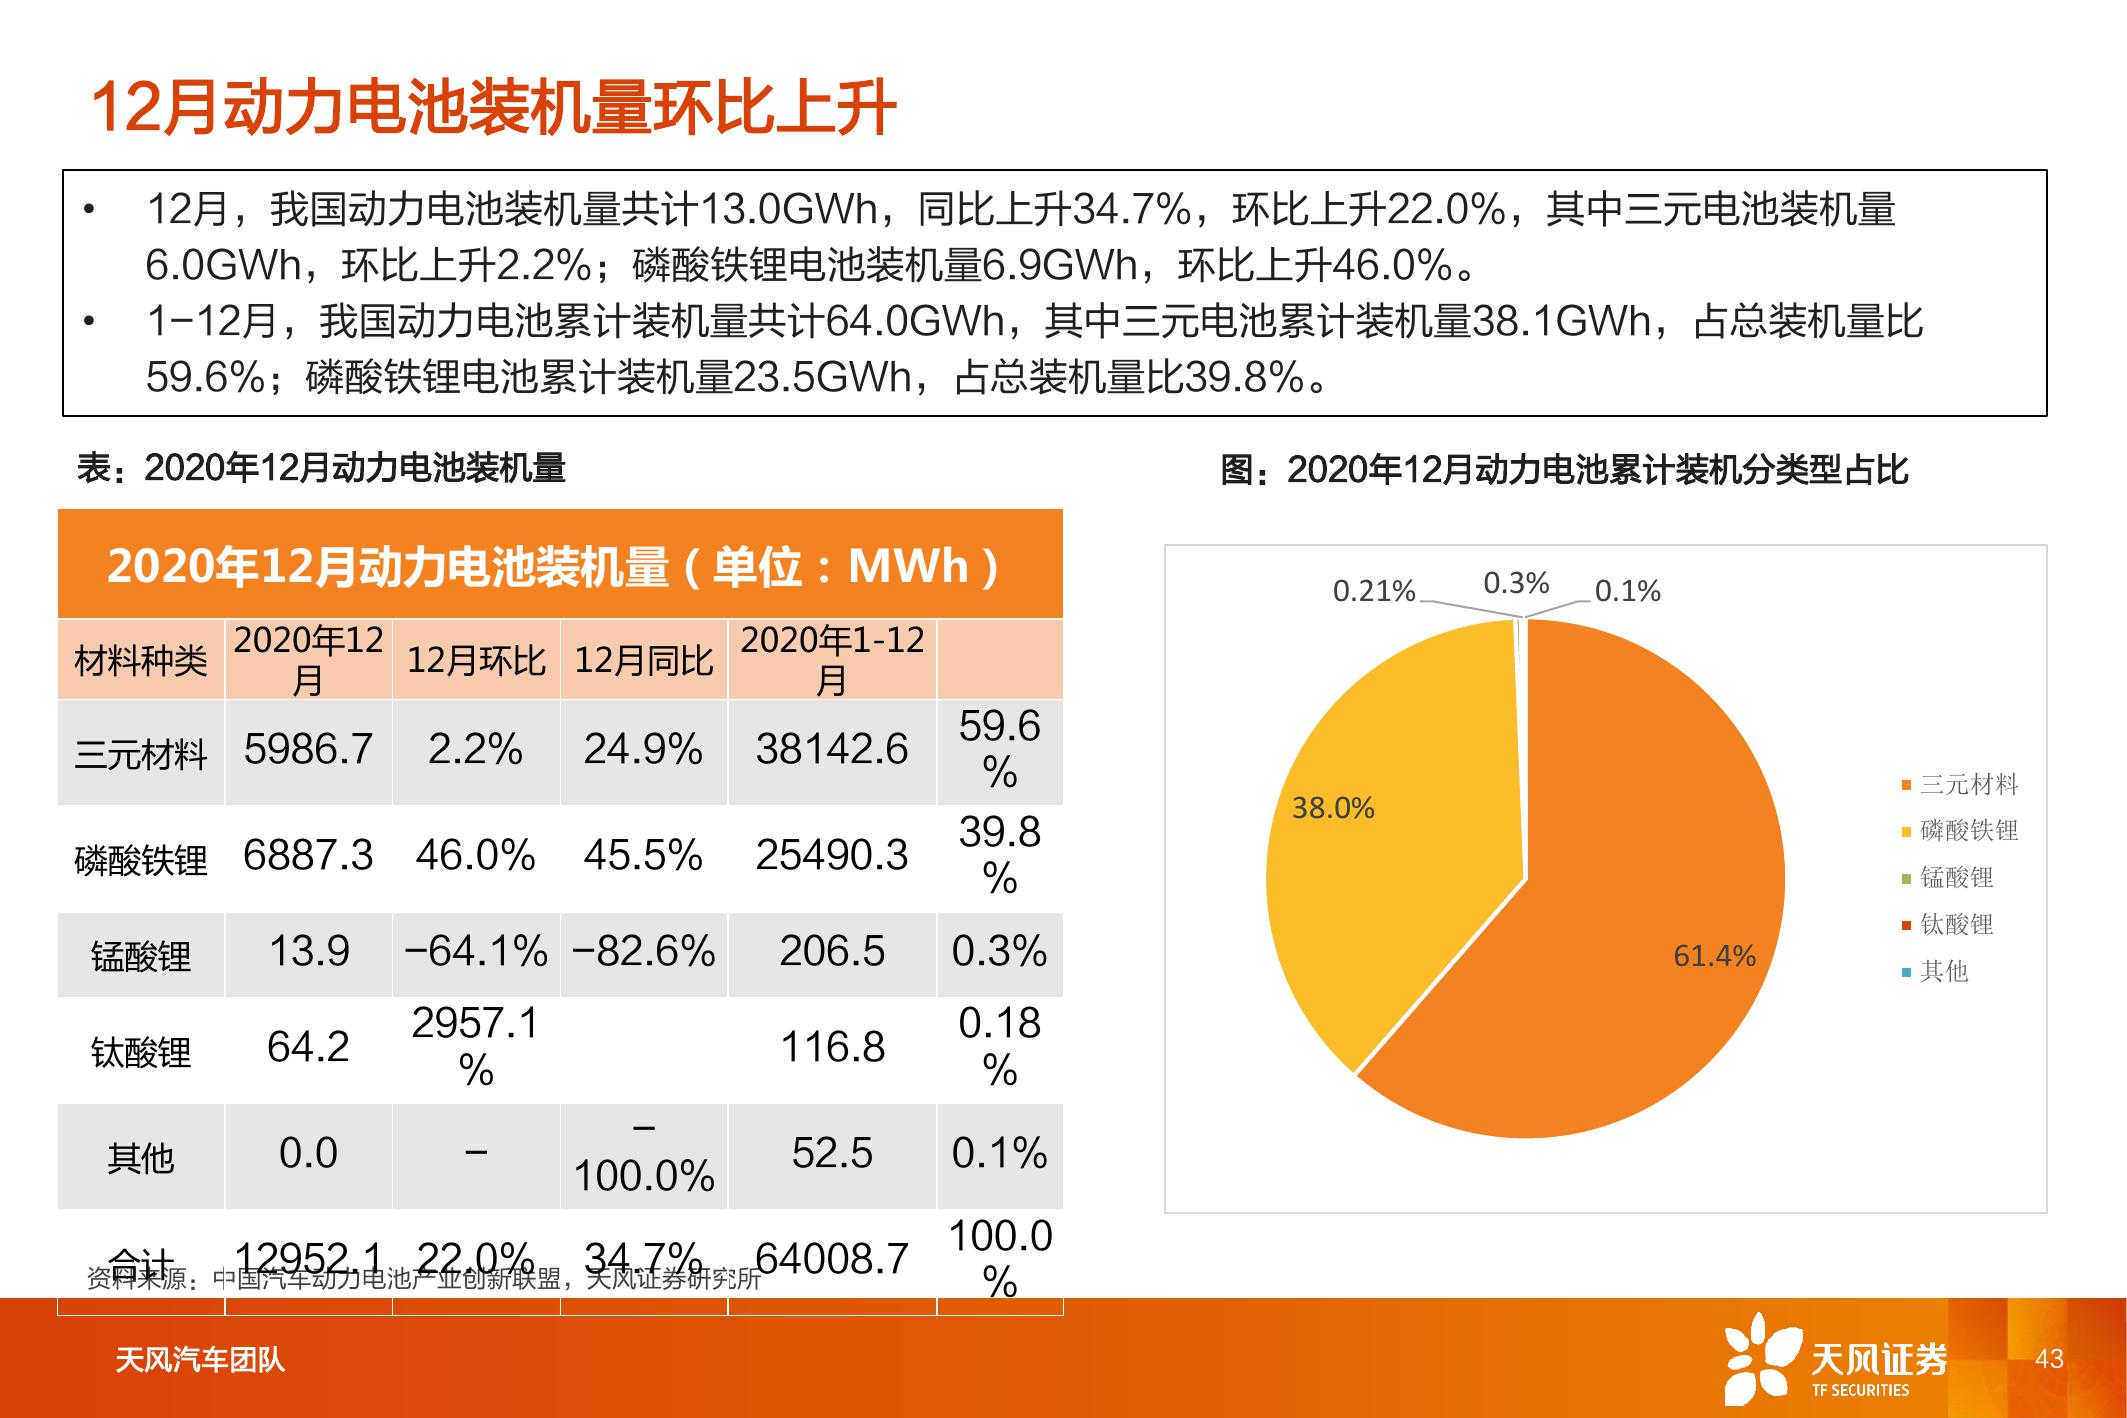 12月动力电池装机量环比上升
• 12月，我国动力电池装机量共计13.0GWh，同比上升34.7%，环比上升22.0%，其中三元电池装机量
6.0GWh，环比上升2.2%；磷酸铁锂电池装机量6.9GWh，环比上升46.0%。
• 1-12月，我国动力电池累计装机量共计64.0GWh，其中三元电池累计装机量38.1GWh，占总装机量比
59.6%；磷酸铁锂电池累计装机量23.5GWh，占总装机量比39.8%。
表：2020年12月动力电池装机量
2020年12月动力电池装机量（单位：MWh）
材料种类 2020年12月 12月环比 12月同比 2020年1-12月
三元材料 5986.7 2.2% 24.9% 38142.6 59.6%
磷酸铁锂 6887.3 46.0% 45.5% 25490.3 39.8%
锰酸锂 13.9 -64.1% -82.6% 206.5 0.3%
钛酸锂 64.2 2957.1% 116.8 0.18%
其他 0.0 - -100.0% 52.5 0.1%
合计 12952.1 22.0% 34.7% 64008.7 100.0%
资料来源：中国汽车动力电池产业创新联盟，天风证券研究所
图：2020年12月动力电池累计装机分类型占比
0.21% 0.3% 0.1%
38.0%
61.4%
三元材料
磷酸铁锂
锰酸锂
钛酸锂
其他
天风汽车团队
天风证券
TF SECURITIES
43